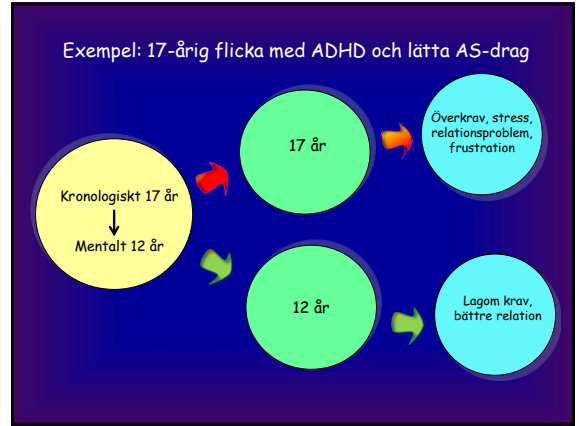 Exempel: 17-årig flicka med ADHD och lätta AS-drag
Kronologiskt 17 år
Mentalt 12 år
17 år
Överkrav, stress,
relationsproblem,
frustration
12 år
Lagom krav,
bättre relation